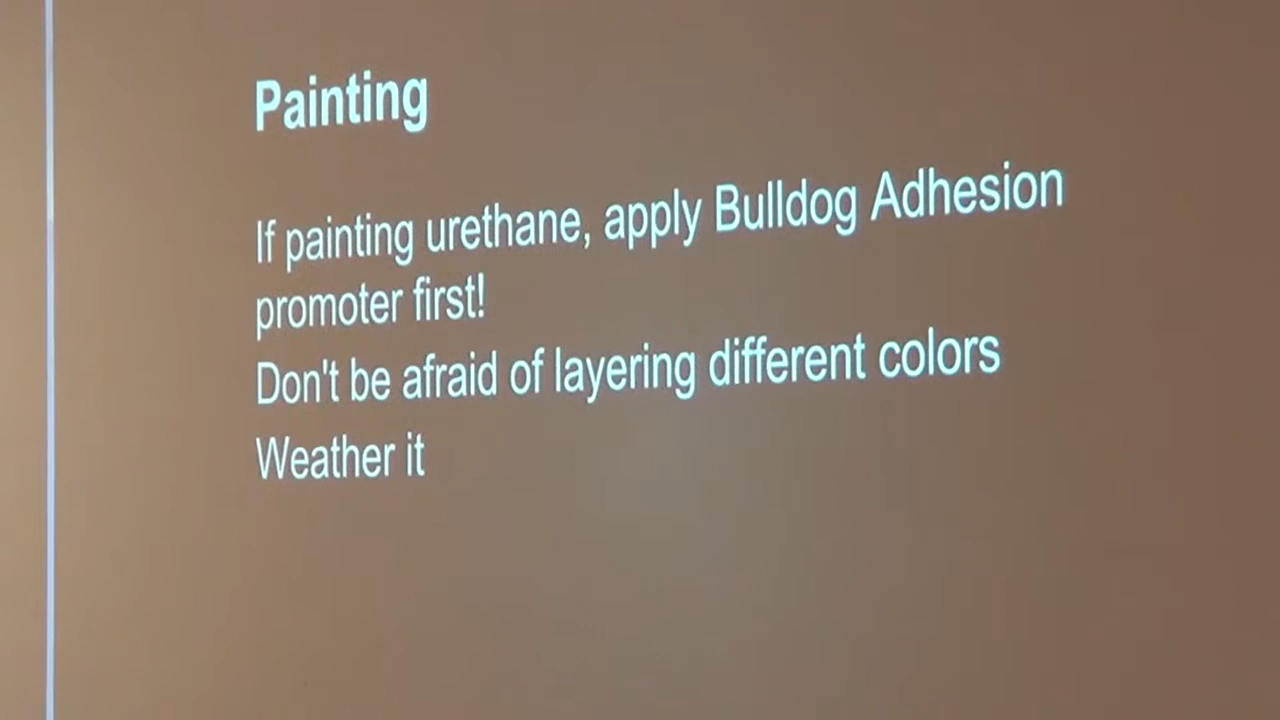 Painting
If painting urethane, apply Bulldog Adhesion
promoter first!
Don't be afraid of layering different colors
Weather it